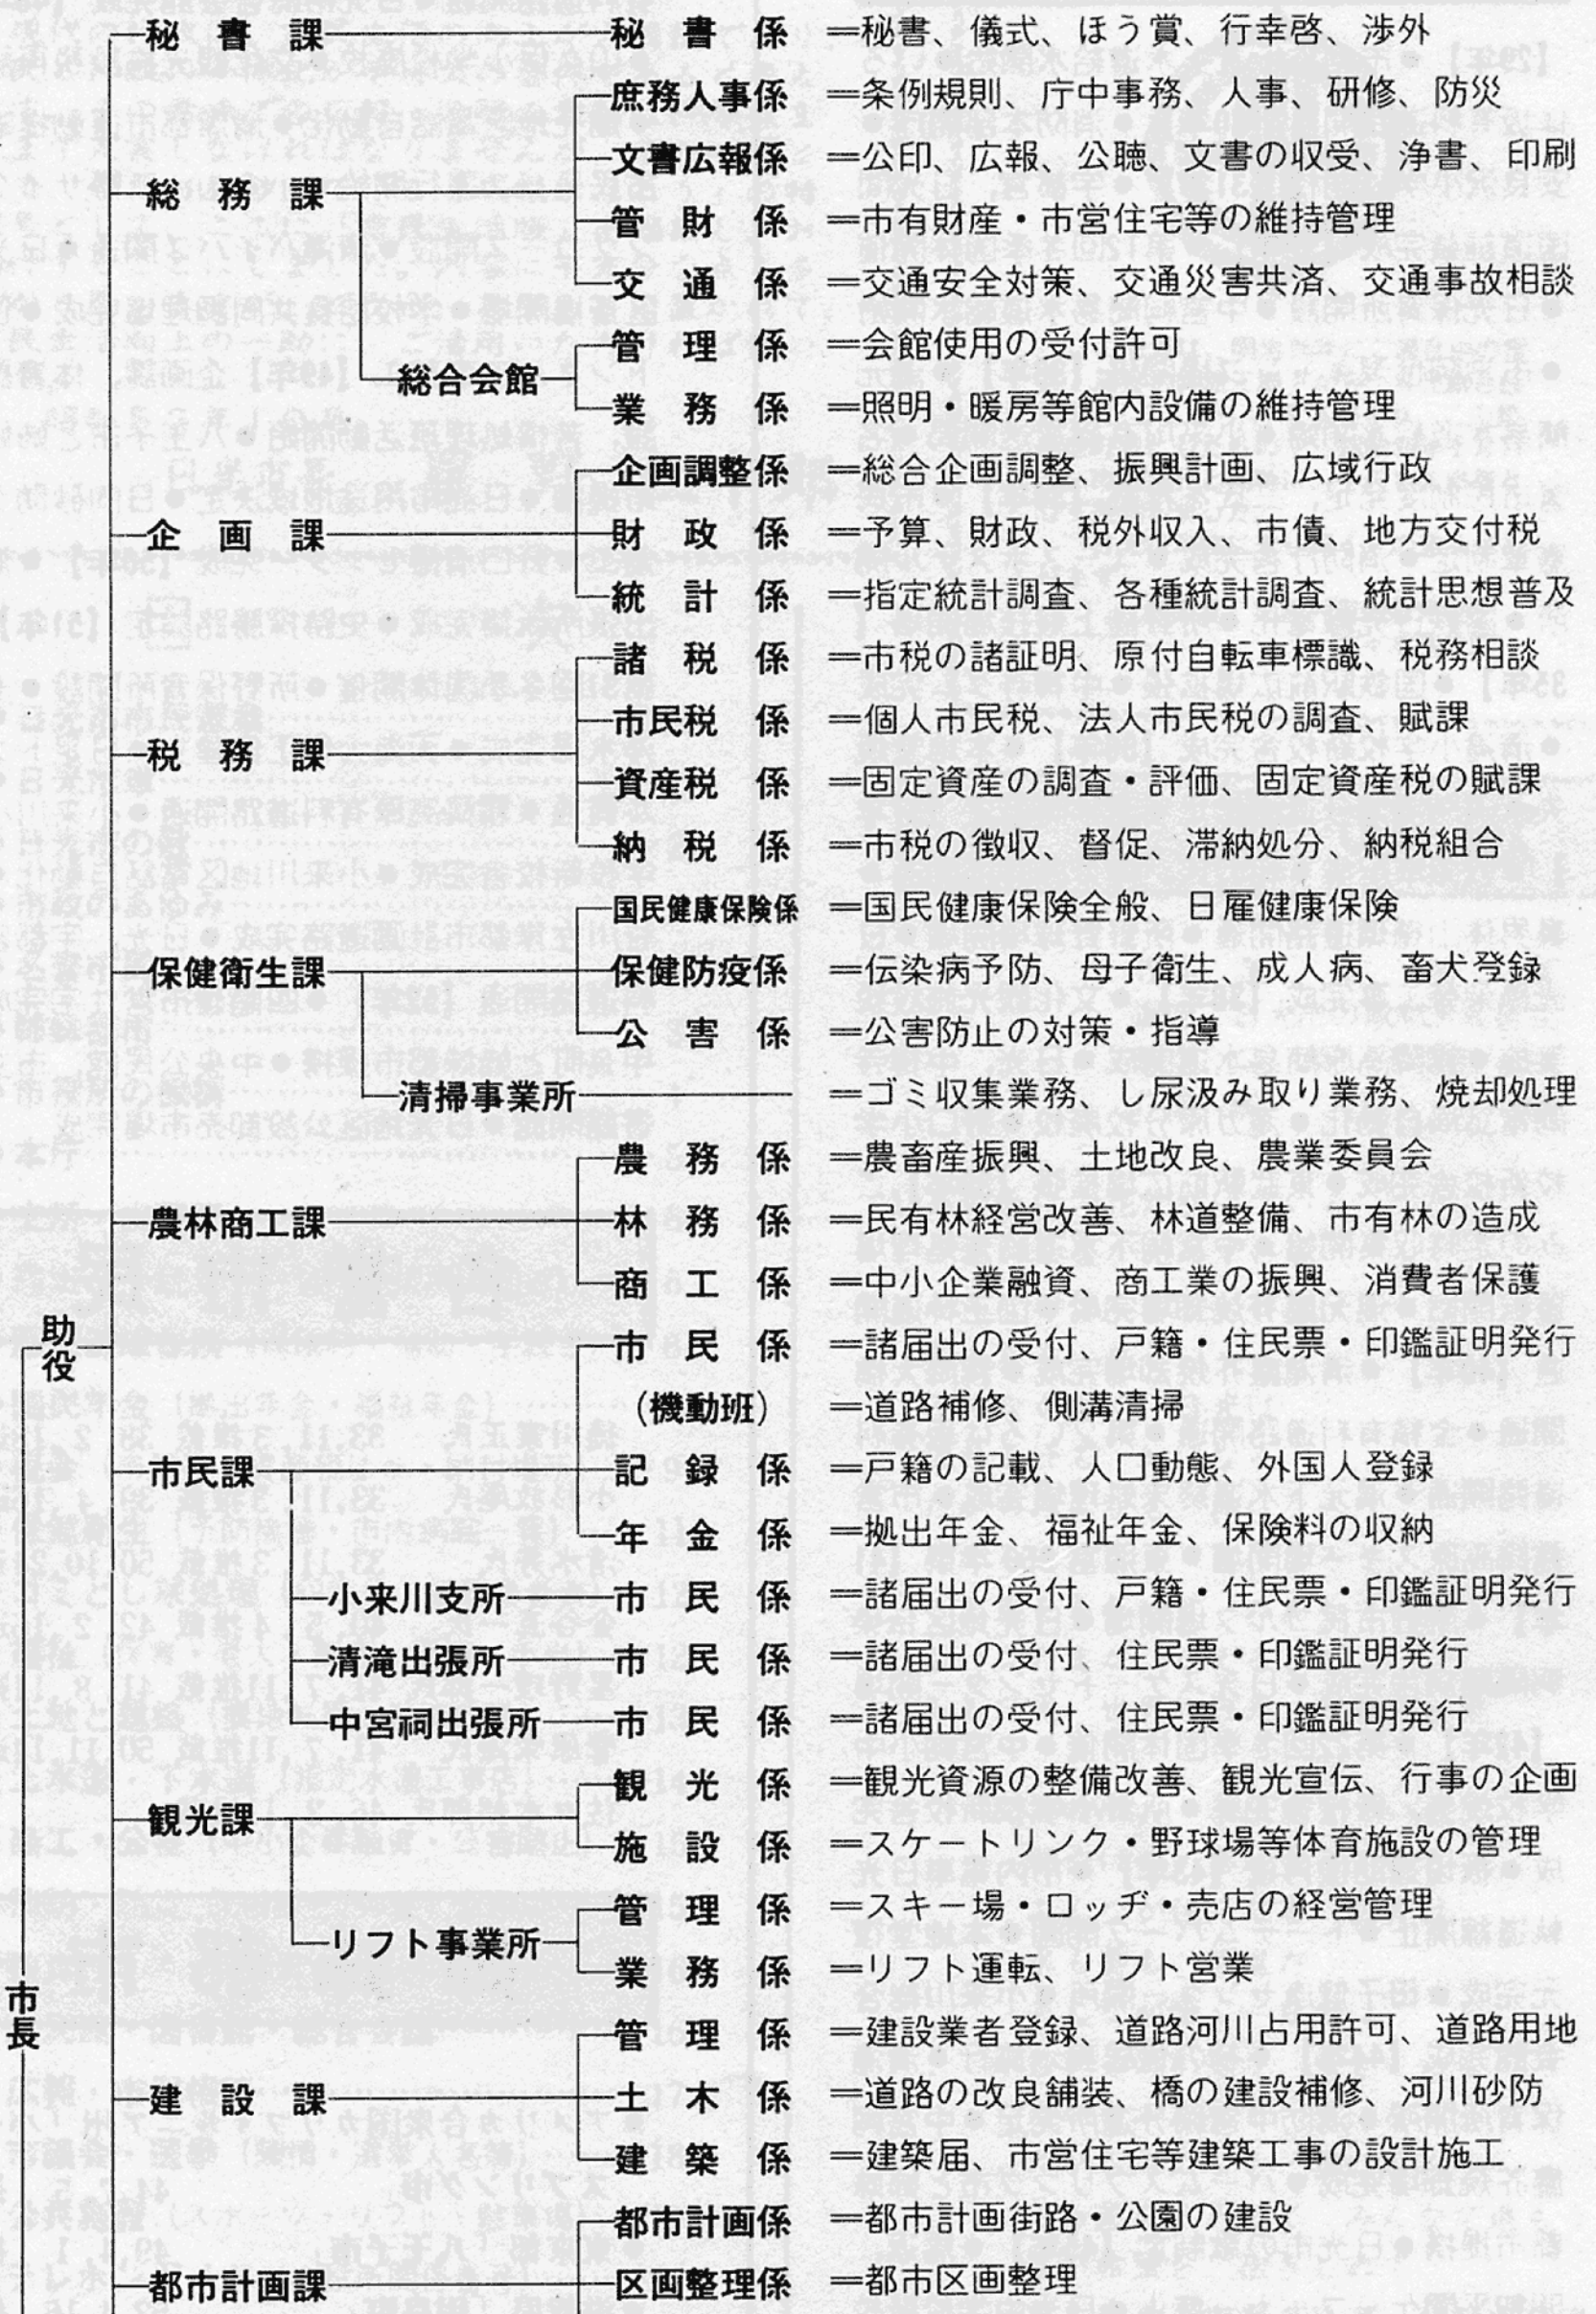 秘書課 秘書係 =秘書、儀式、ほう賞、行幸啓、渉外
庶務人事係 =条例規則、庁中事務、人事、研修、防災
文書広報係 =公印、広報、公聴、文書の収受、浄書、印刷
総務課
管財係 =市有財産・市営住宅等の維持管理
交通係 =交通安全対策、交通災害共済、交通事故相談
管理係 =会館使用の受付許可
総合会館
業務係 =照明・暖房等館内設備の維持管理
企画調整係 =総合企画調整、振興計画、広域行政
企画課 財政係 =予算、財政、税外収入、市債、地方交付税
統計係 =指定統計調査、各種統計調査、統計思想普及
諸税係 =市税の諸証明、原付自転車標識、税務相談
市民税係 =個人市民税、法人市民税の調査、賦課
税務課
資産税係 =固定資産の調査・評価、固定資産税の賦課
納税係 =市税の徴収、督促、滞納処分、納税組合
国民健康保険係 =国民健康保険全般、日雇健康保険
保健衛生課 保健防疫係 =伝染病予防、母子衛生、成人病、畜犬登録
公害係 =公害防止の対策・指導
清掃事業所 =ゴミ収集業務、し尿汲み取り業務、焼却処理
農務係 =農畜産振興、土地改良、農業委員会
農林商工課 林務係 =民有林経営改善、林道整備、市有林の造成
商工係 =中小企業融資、商工業の振興、消費者保護
助役
市民係 =諸届出の受付、戸籍・住民票・印鑑証明発行
(機動班) =道路補修、側溝清掃
市民課 記録係 =戸籍の記載、人口動態、外国人登録
年金係 =拠出年金、福祉年金、保険料の収納
小来川支所 市民係 =諸届出の受付、戸籍・住民票・印鑑証明発行
清滝出張所 市民係 =諸届出の受付、住民票・印鑑証明発行
中宮祠出張所 市民係 =諸届出の受付、住民票・印鑑証明発行
観光係 =観光資源の整備改善、観光宣伝、行事の企画
観光課
施設係 =スケートリンク・野球場等体育施設の管理
管理係 =スキー場・ロッヂ・売店の経営管理
リフト事業所
業務係 =リフト運転、リフト営業
市長
管理係 =建設業者登録、道路河川占用許可、道路用地
建設課 土木係 =道路の改良舗装、橋の建設補修、河川砂防
建築係 =建築届、市営住宅等建築工事の設計施工
都市計画係 =都市計画街路・公園の建設
都市計画課 区画整理係 =都市区画整理